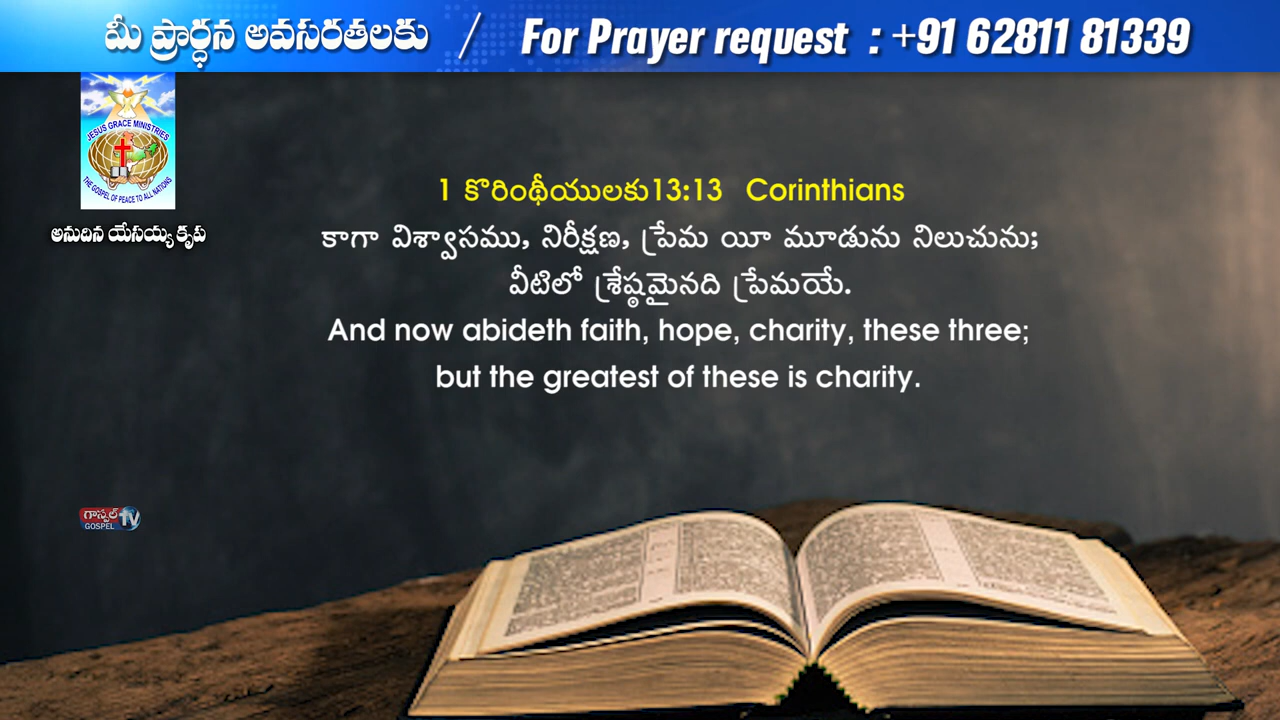 మీ ప్రార్ధన అవసరతలకు / For Prayer request : +91 62811 81339
JESUS GRACE MINISTRIES
THE GOSPEL OF PEACE TO ALL NATIONS
అనుదిన యేసయ్య కృప
1 కొరింథీయులకు13:13 Corinthians
కాగా విశ్వాసము, నిరీక్షణ, ప్రేమ యీ మూడును నిలుచును;
వీటిలో శ్రేష్ఠమైనది ప్రేమయే.
And now abideth faith, hope, charity, these three;
but the greatest of these is charity.
గాస్పల్ TV
GOSPEL